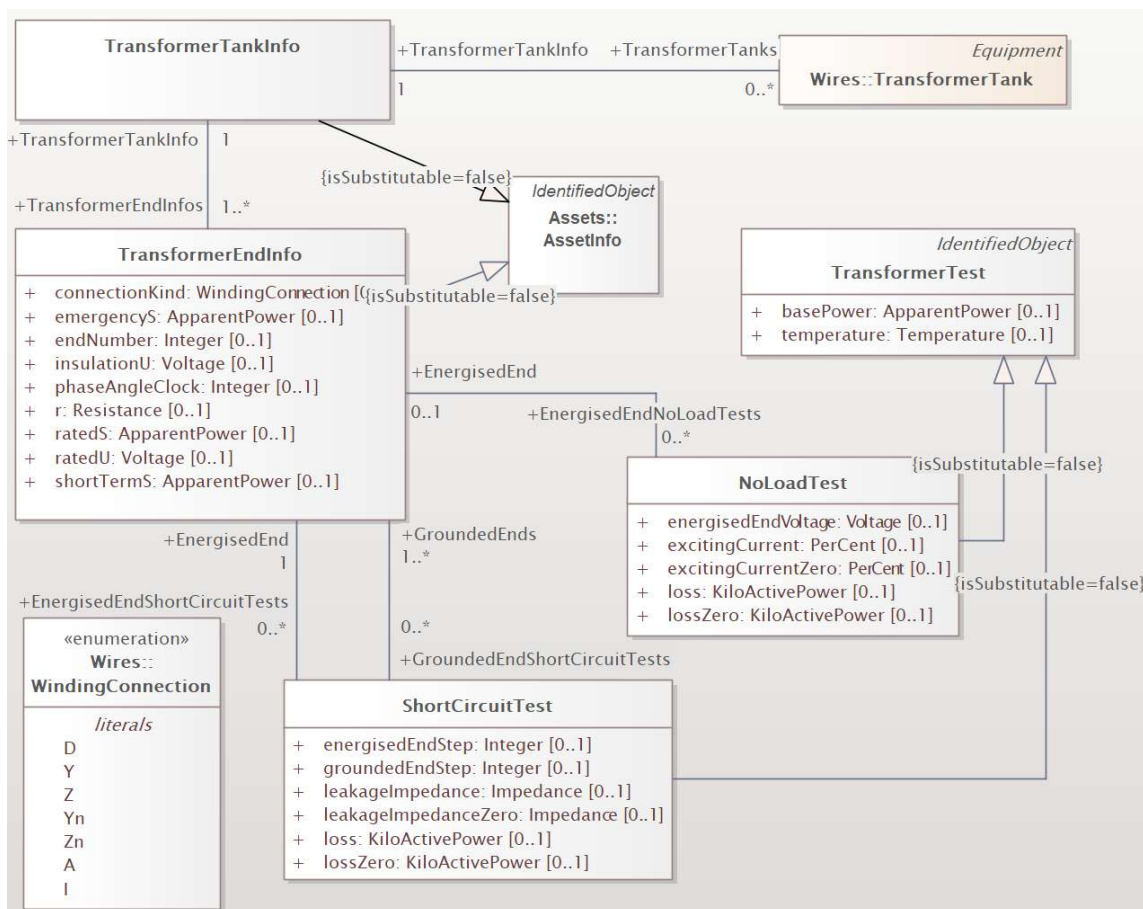 TransformerTankInfo
+TransformerTankInfo
+TransformerTanks
1
0..*
Equipment
Wires::TransformerTank
+TransformerTankInfo
1
{isSubstitutable=false}
+TransformerEndInfos
1..*
IdentifiedObject
Assets::
AssetInfo
TransformerEndInfo
+ connectionKind: WindingConnection [0
{isSubstitutable=false}
+ emergencyS: ApparentPower [0..1]
+ endNumber: Integer [0..1]
+ insulationU: Voltage [0..1]
+ phaseAngleClock: Integer [0..1]
+ r: Resistance [0..1]
+ ratedS: ApparentPower [0..1]
+ ratedU: Voltage [0..1]
+ shortTermS: ApparentPower [0..1]
IdentifiedObject
TransformerTest
+ basePower: ApparentPower [0..1]
+ temperature: Temperature [0..1]
+EnergisedEnd
0..1
+EnergisedEndNoLoadTests
0..*
{isSubstitutable=false}
NoLoadTest
+ energisedEndVoltage: Voltage [0..1]
+ excitingCurrent: PerCent [0..1]
+ excitingCurrentZero: PerCent [0..1]
+ loss: KiloActivePower [0..1]
+ lossZero: KiloActivePower [0..1]
{isSubstitutable=false}
+EnergisedEnd
1
+GroundedEnds
1..*
+EnergisedEndShortCircuitTests
0..*
0..*
+GroundedEndShortCircuitTests
«enumeration»
Wires::
WindingConnection
literals
D
Y
Z
Yn
Zn
A
I
ShortCircuitTest
+ energisedEndStep: Integer [0..1]
+ groundedEndStep: Integer [0..1]
+ leakageImpedance: Impedance [0..1]
+ leakageImpedanceZero: Impedance [0..1]
+ loss: KiloActivePower [0..1]
+ lossZero: KiloActivePower [0..1]